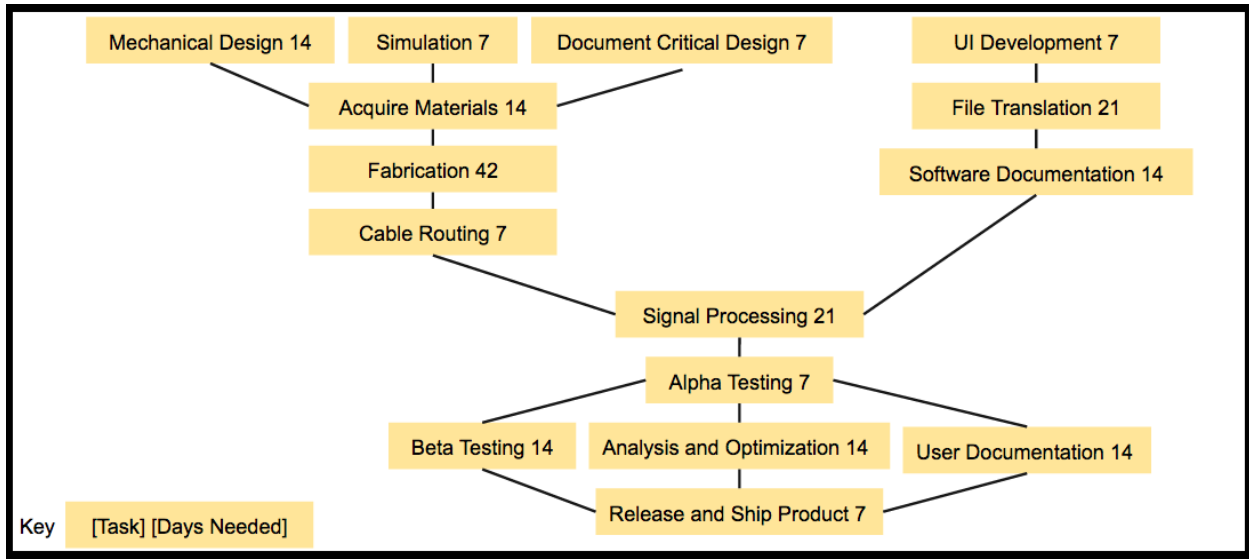 Mechanical Design 14
Simulation 7
Document Critical Design 7
UI Development 7
Acquire Materials 14
File Translation 21
Fabrication 42
Software Documentation 14
Cable Routing 7
Signal Processing 21
Alpha Testing 7
Beta Testing 14
Analysis and Optimization 14
User Documentation 14
Release and Ship Product 7
Key
[Task] [Days Needed]